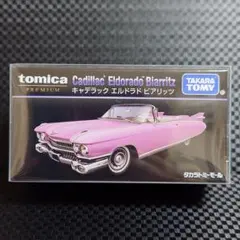 tomica
PREMIUM
Cadillac Eldorado Biarritz
キャデラック エルドラド ビアリッツ
TAKARA
TOMY
タカラトミーモール